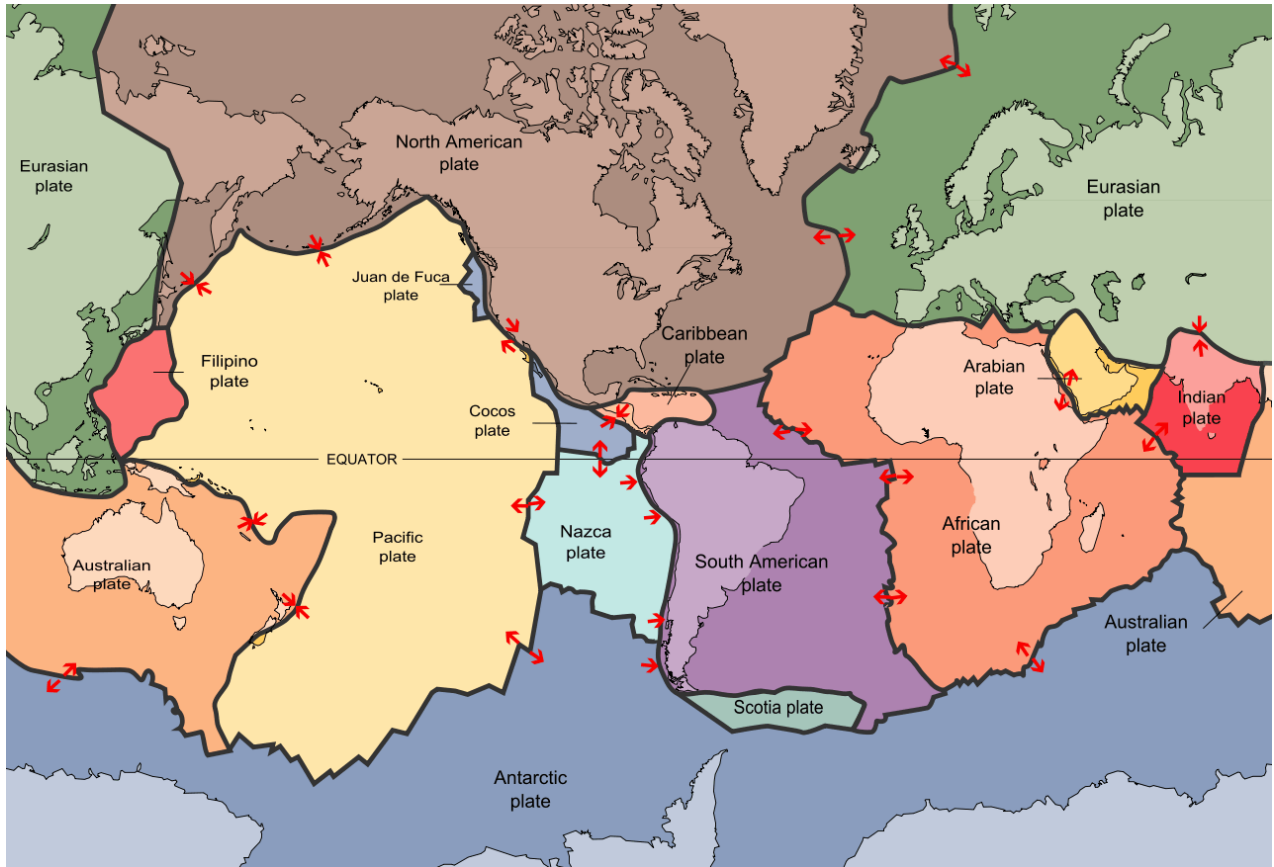 North American
plate
Eurasian
plate
Eurasian
plate
Juan de Fuca
plate
Caribbean
plate
Filipino
plate
Arabian
plate
Cocos
plate
Indian
plate
EQUATOR
Pacific
plate
Nazca
plate
African
plate
South American
plate
Australian
plate
Australian
plate
Scotia plate
Antarctic
plate